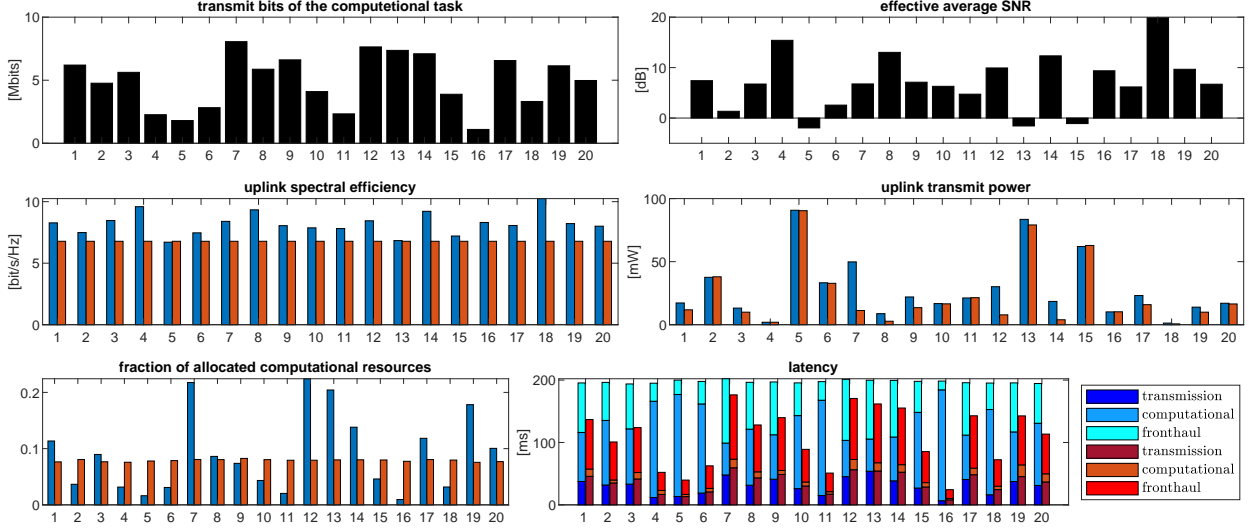 transmit bits of the computional task
10
5
0
[Mbits]
1 2 3 4 5 6 7 8 9 10 11 12 13 14 15 16 17 18 19 20
effective average SNR
20
10
0
[dB]
1 2 3 4 5 6 7 8 9 10 11 12 13 14 15 16 17 18 19 20
uplink spectral efficiency
10
5
0
[bit/s/Hz]
1 2 3 4 5 6 7 8 9 10 11 12 13 14 15 16 17 18 19 20
uplink transmit power
100
50
0
[mW]
1 2 3 4 5 6 7 8 9 10 11 12 13 14 15 16 17 18 19 20
fraction of allocated computational resources
0.2
0.1
0
1 2 3 4 5 6 7 8 9 10 11 12 13 14 15 16 17 18 19 20
latency
200
100
0
[ms]
1 2 3 4 5 6 7 8 9 10 11 12 13 14 15 16 17 18 19 20
transmission
computational
fronthaul
transmission
computational
fronthaul